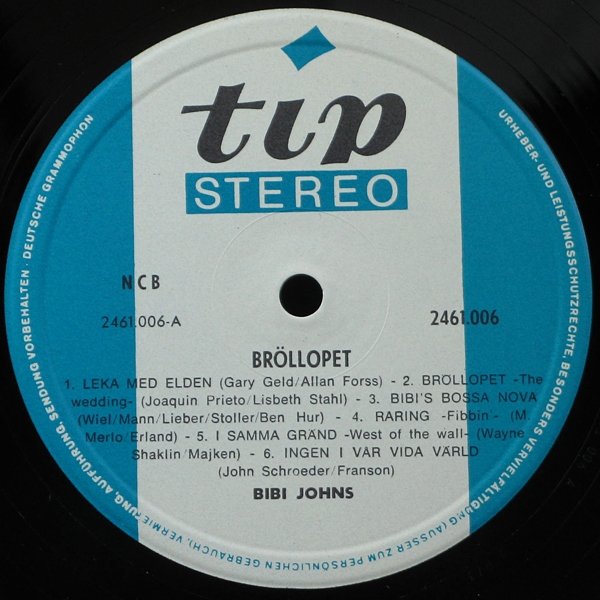 tip
STEREO
NCB
2461.006-A
2461.006
BRÖLLOPET
1. LEKA MED ELDEN (Gary Geld/Allan Forss) - 2. BRÖLLOPET -The
wedding- (Joaquin Prieto/Lisbeth Stahl) - 3. BIBI'S BOSSA NOVA
(Wiel/Mann/Lieber/Stoller/Ben Hur) - 4. RARING -Fibbin'- (M.
Merlo/Erland) - 5. I SAMMA GRÄND -West of the wall- (Wayne
Shaklin/Majken) - 6. INGEN I VÅR VIDA VÄRLD
(John Schroeder/Franson)
BIBI JOHNS
URHEBER- UND LEISTUNGSSCHUTZRECHTE, BESONDERS VERVIELFÄLTIGUNG (AUSSER ZUM PERSÖNLICHEN GEBRAUCH), VERMIETUNG, AUFFÜHRUNG, SENDUNG VORBEHALTEN · DEUTSCHE GRAMMOPHON